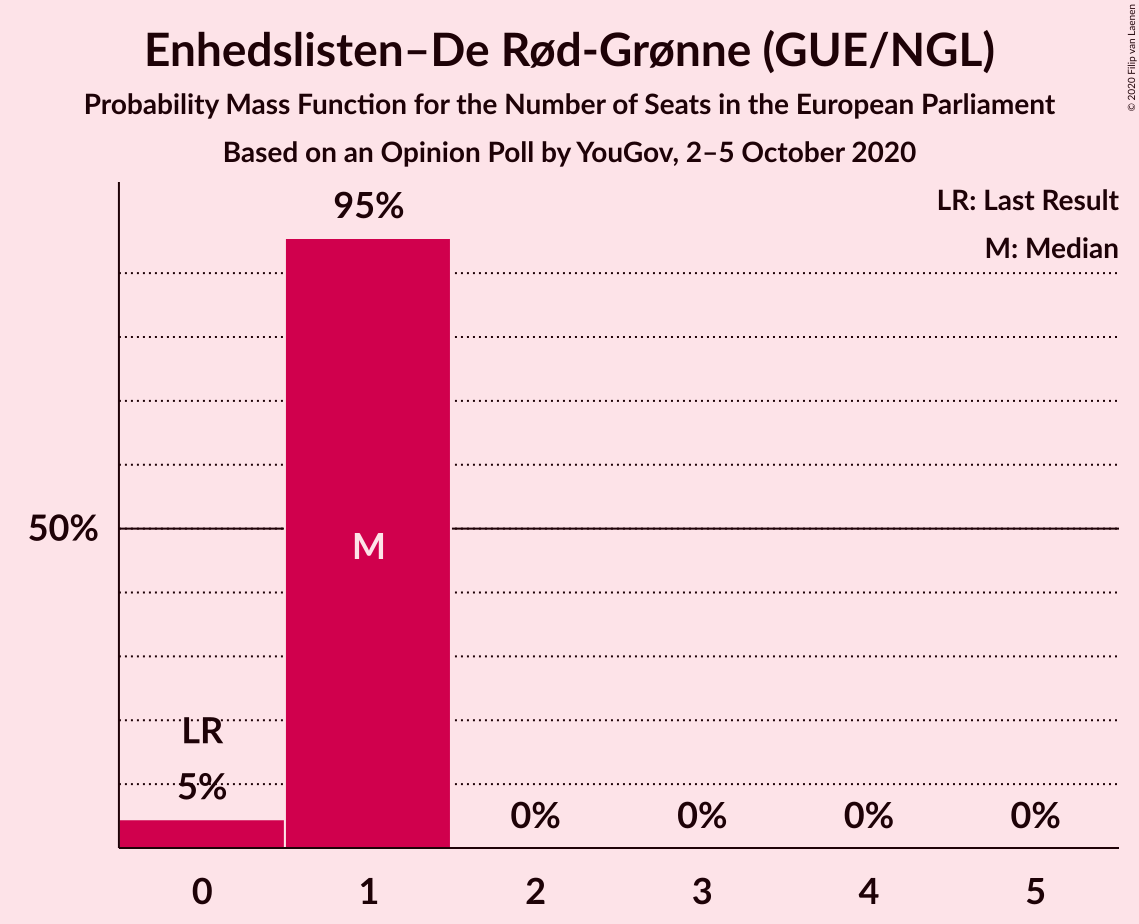 Enhedslisten–De Rød-Grønne (GUE/NGL)
Probability Mass Function for the Number of Seats in the European Parliament
Based on an Opinion Poll by YouGov, 2–5 October 2020
© 2020 Filip van Laenen
LR: Last Result
M: Median
95%
50%
M
LR
5%
0%
0%
0%
0%
0
1
2
3
4
5